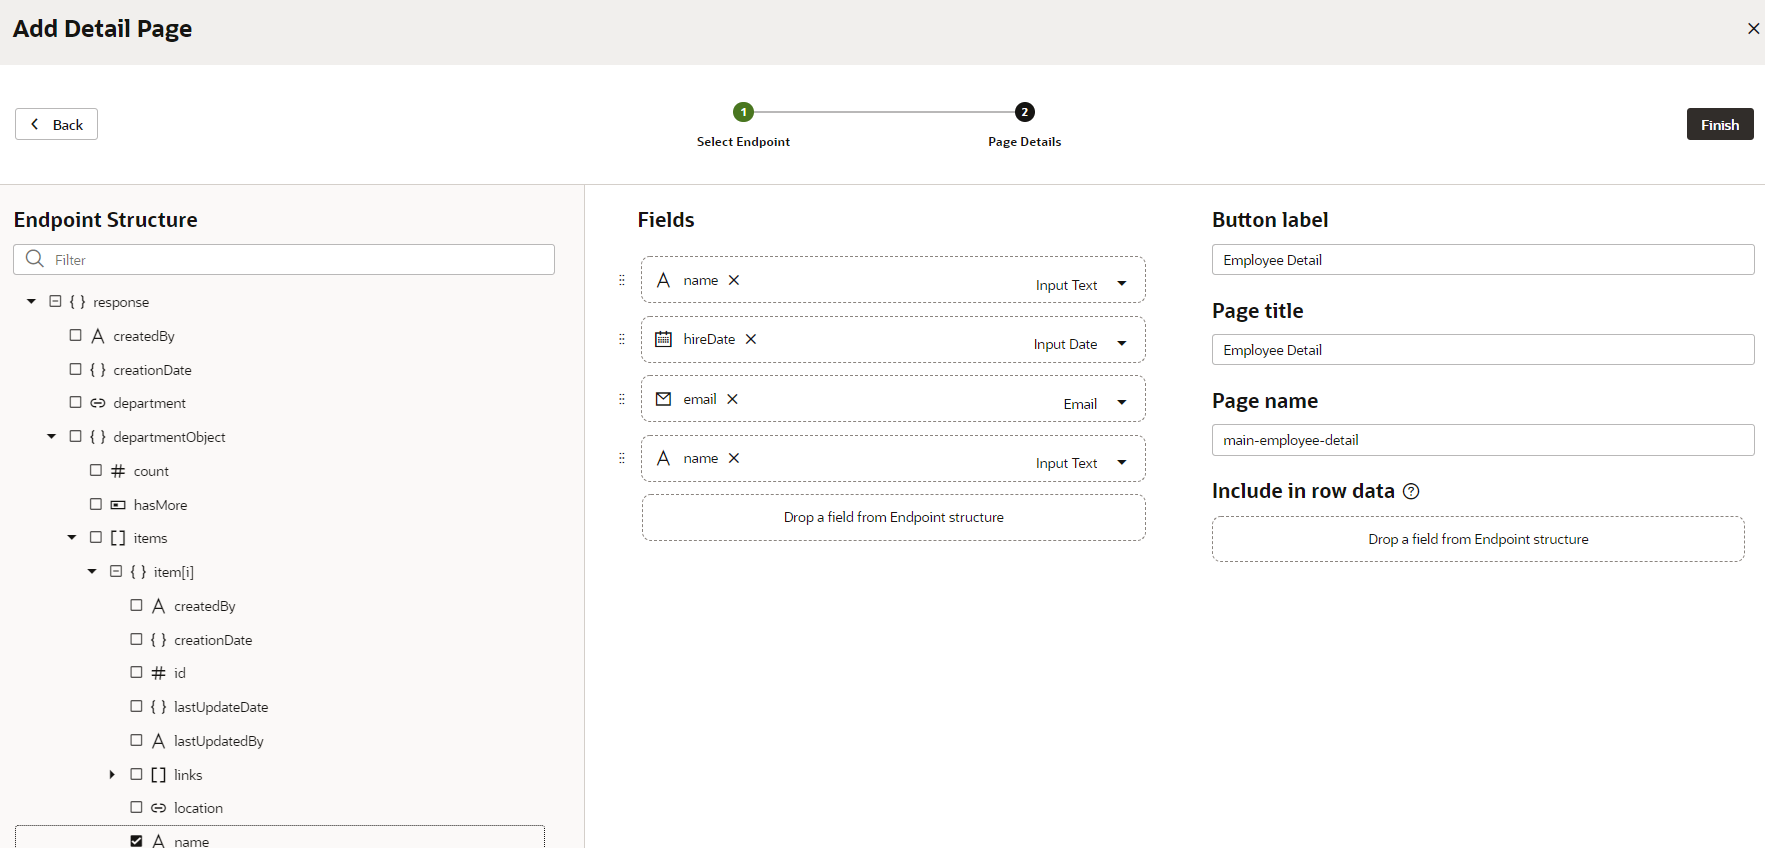 Add Detail Page
Back
1
2
Select Endpoint
Page Details
Finish
Endpoint Structure
Filter
{ } response
createdBy
{ } creationDate
department
{ } departmentObject
# count
hasMore
[ ] items
{ } item[i]
A createdBy
{ } creationDate
# id
{ } lastUpdateDate
A lastUpdatedBy
[ ] links
location
A name
Fields
A name
Input Text
hireDate
Input Date
email
Email
A name
Input Text
Drop a field from Endpoint structure
Button label
Employee Detail
Page title
Employee Detail
Page name
main-employee-detail
Include in row data ?
Drop a field from Endpoint structure